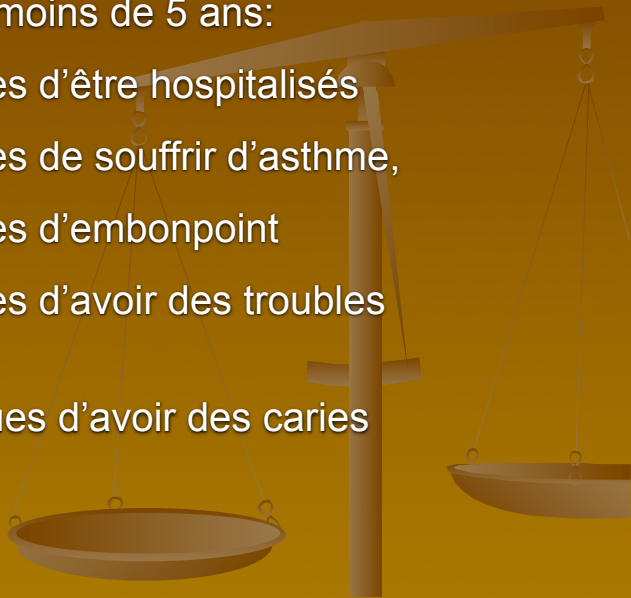 moins de 5 ans:
es d’être hospitalisés
es de souffrir d’asthme,
es d’embonpoint
es d’avoir des troubles
ues d’avoir des caries